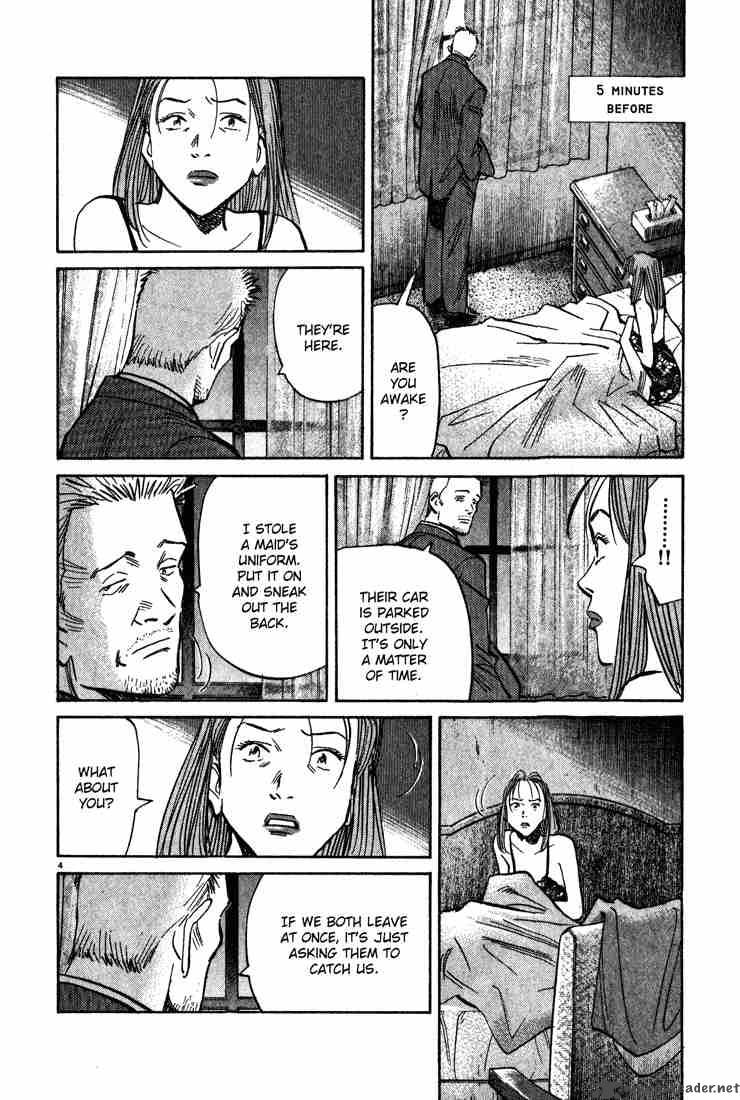 5 MINUTES
BEFORE
ARE
YOU
AWAKE
?
THEY'RE
HERE.
......!!
THEIR CAR
IS PARKED
OUTSIDE.
IT'S ONLY
A MATTER
OF TIME.
I STOLE
A MAID'S
UNIFORM.
PUT IT ON
AND SNEAK
OUT THE
BACK.
WHAT
ABOUT
YOU?
IF WE BOTH LEAVE
AT ONCE, IT'S JUST
ASKING THEM TO
CATCH US.
4
ader.net